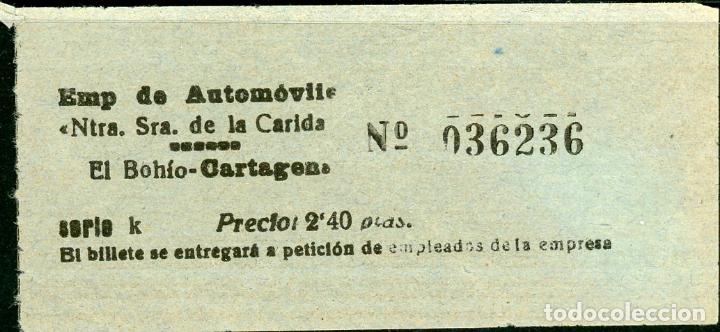 Emp de Automóvile
«Ntra. Sra. de la Carida
El Bohío-Cartagena
Nº 036236
serie k Precio: 2'40 ptas.
El billete se entregará a petición de empleados de la empresa
todocoleccion.net